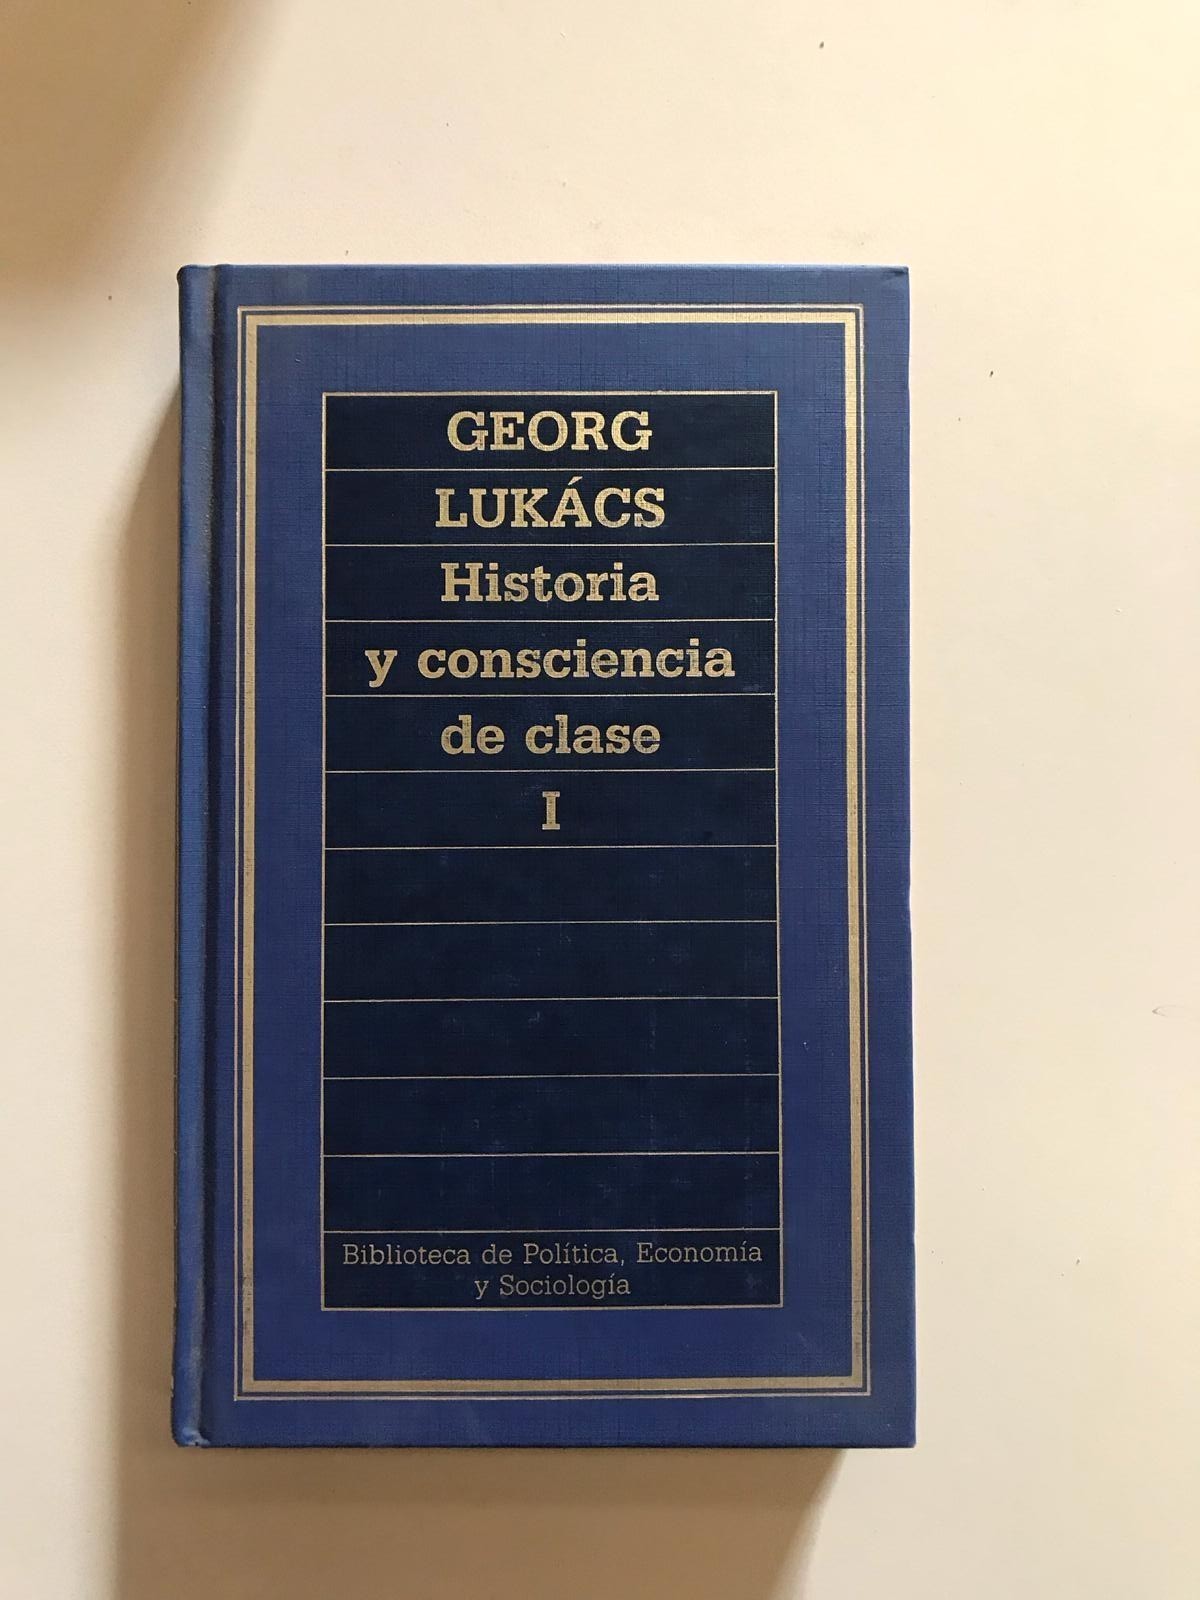 GEORG
LUKÁCS
Historia
y consciencia
de clase
I
Biblioteca de Política, Economía
y Sociología